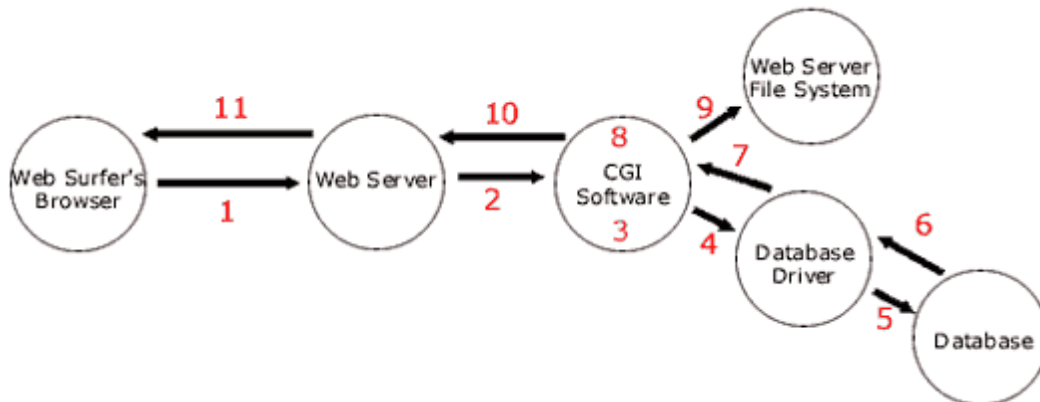 Web Server
File System
9
11
10
8
7
Web Surfer's
Browser
Web Server
CGI
Software
1
2
3
4
Database
Driver
6
5
Database